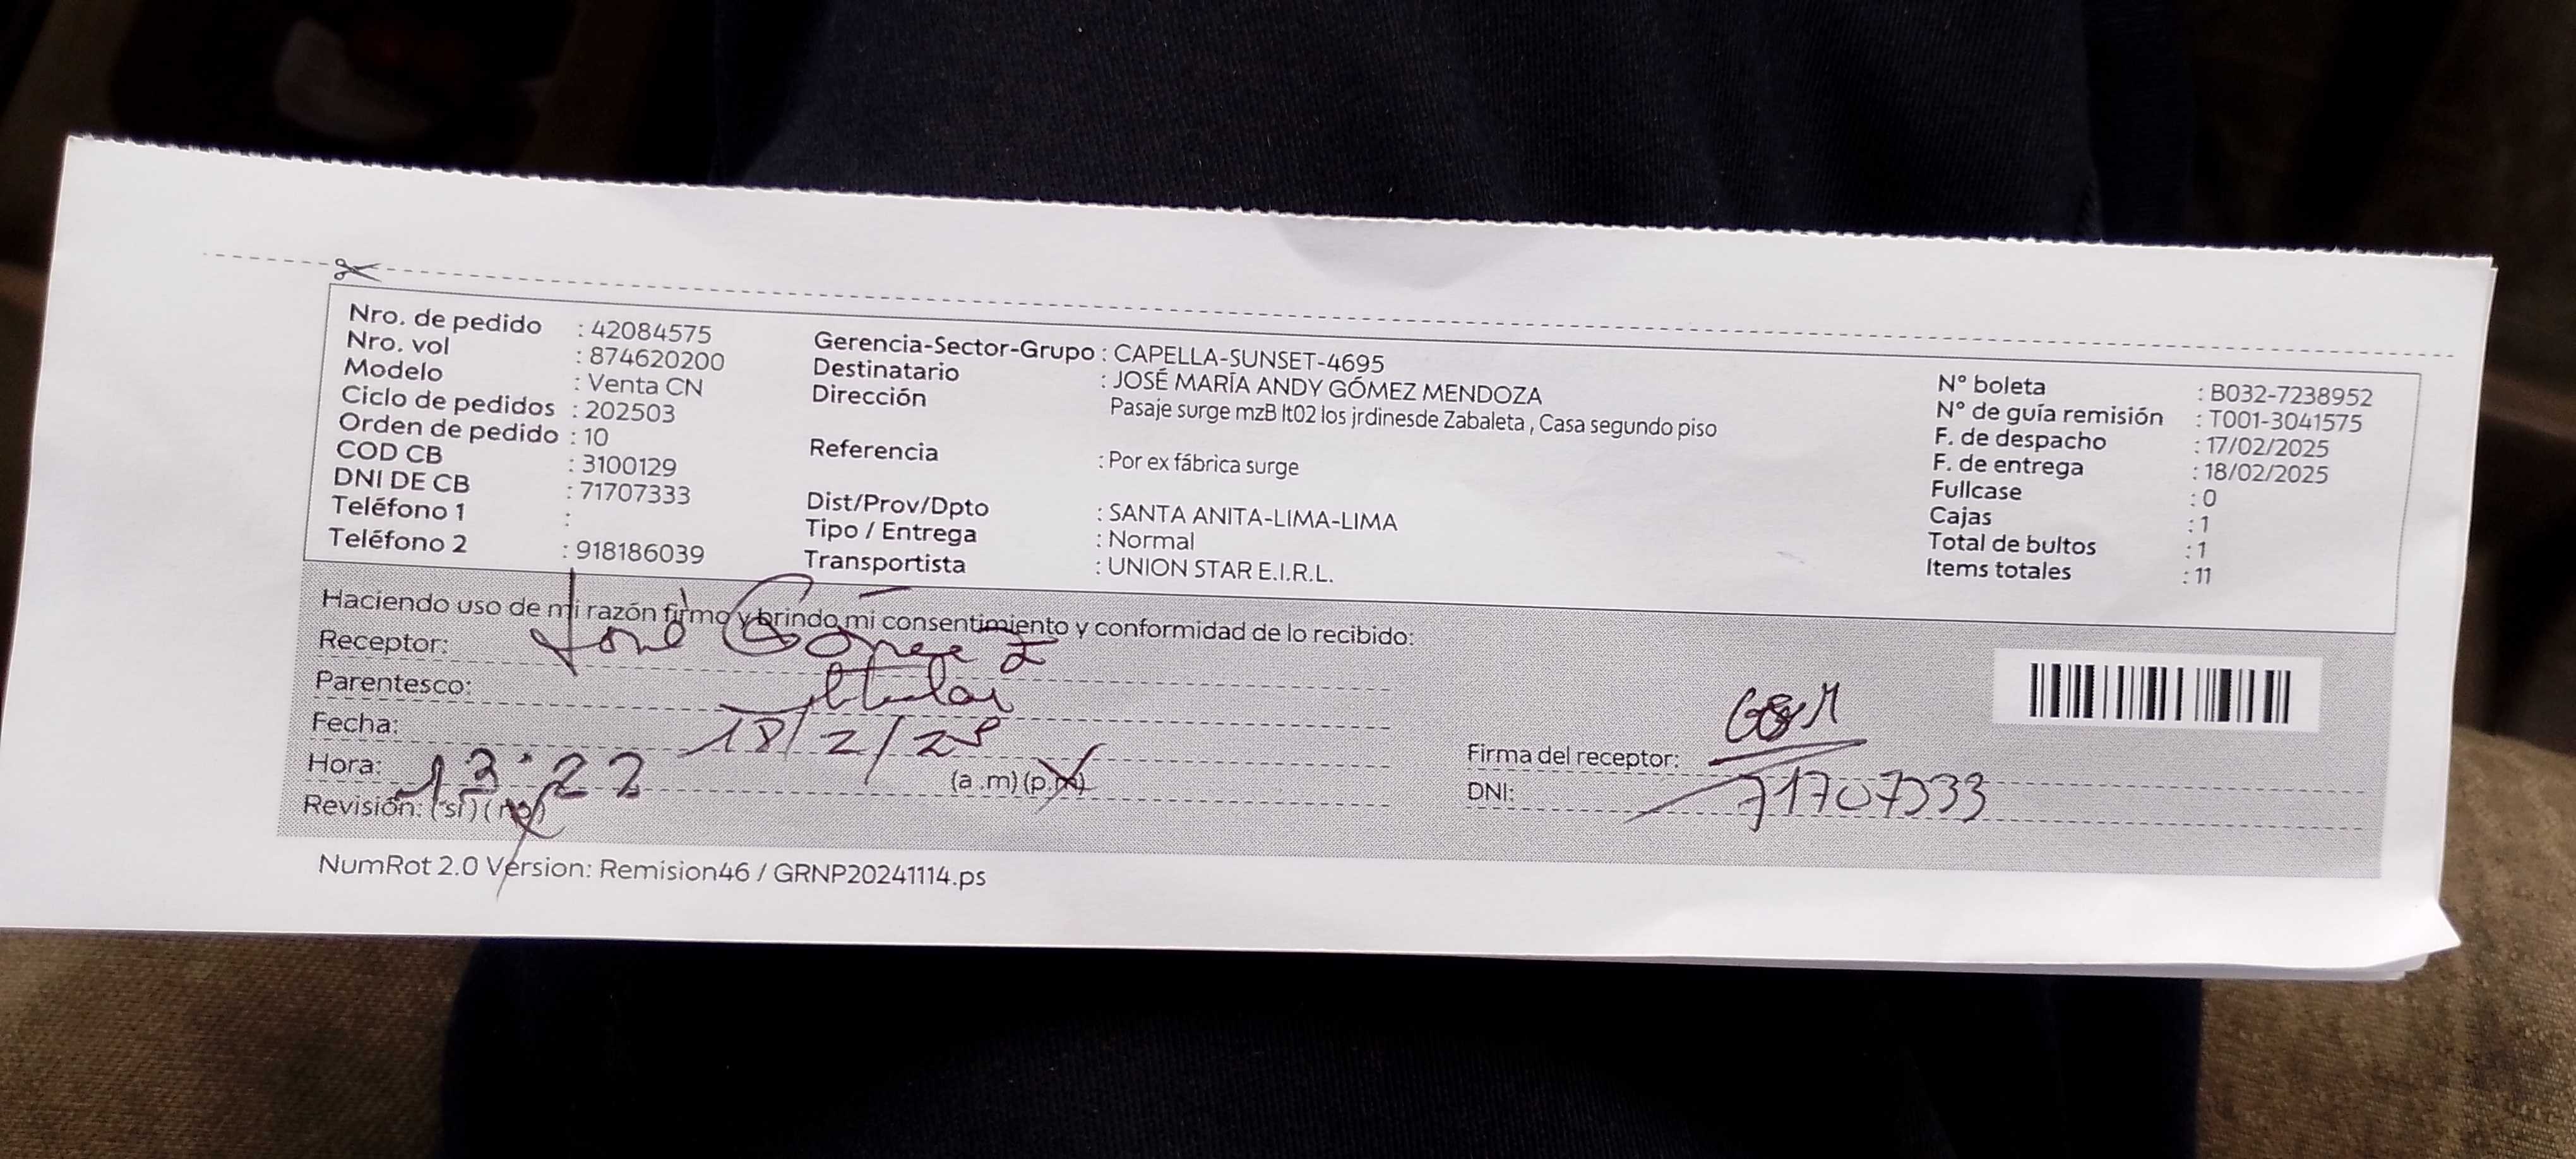 Nro. de pedido : 42084575
Nro. vol : 874620200
Modelo : Venta CN
Ciclo de pedidos : 202503
Orden de pedido : 10
COD CB : 3100129
DNI DE CB : 71707333
Teléfono 1 :
Teléfono 2 : 918186039
Gerencia-Sector-Grupo : CAPELLA-SUNSET-4695
Destinatario : JOSÉ MARÍA ANDY GÓMEZ MENDOZA
Dirección Pasaje surge mzB lt02 los jrdinesde Zabaleta , Casa segundo piso
Referencia : Por ex fábrica surge
Dist/Prov/Dpto : SANTA ANITA-LIMA-LIMA
Tipo / Entrega : Normal
Transportista : UNION STAR E.I.R.L.
N° boleta : B032-7238952
N° de guía remisión : T001-3041575
F. de despacho : 17/02/2025
F. de entrega : 18/02/2025
Fullcase : 0
Cajas : 1
Total de bultos : 1
Items totales : 11
Haciendo uso de mi razón firmo y brindo mi consentimiento y conformidad de lo recibido:
Receptor: José Gómez
Parentesco: titular
Fecha: 18/2/25
Hora: 13:22 (a.m) (p.m)
Revisión: (si) (no)
Firma del receptor:
DNI: 71707333
NumRot 2.0 Version: Remision46 / GRNP20241114.ps